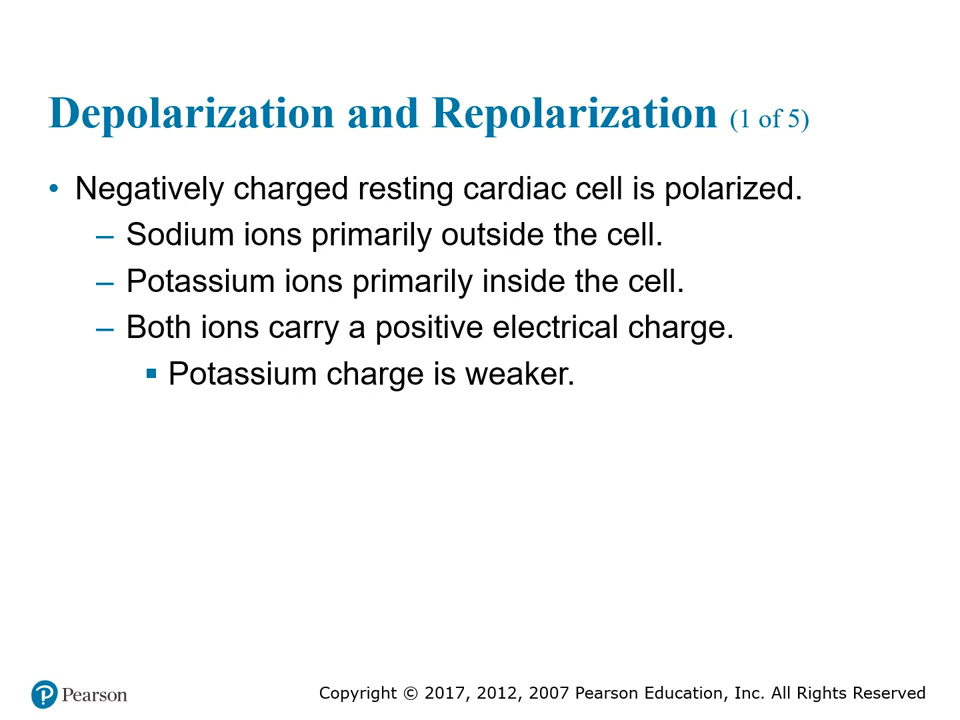 Depolarization and Repolarization (1 of 5)
• Negatively charged resting cardiac cell is polarized.
– Sodium ions primarily outside the cell.
– Potassium ions primarily inside the cell.
– Both ions carry a positive electrical charge.
▪ Potassium charge is weaker.
P Pearson
Copyright © 2017, 2012, 2007 Pearson Education, Inc. All Rights Reserved